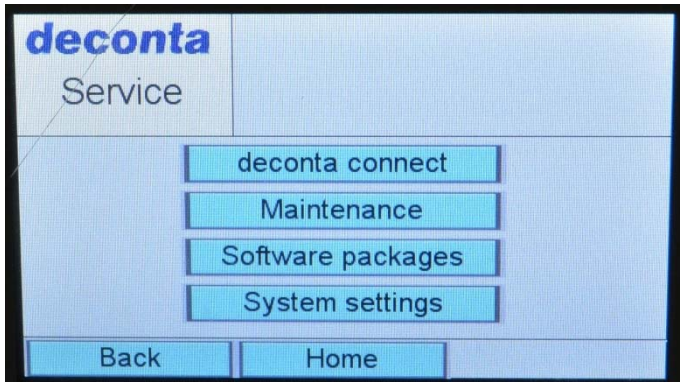 deconta
Service
deconta connect
Maintenance
Software packages
System settings
Back
Home